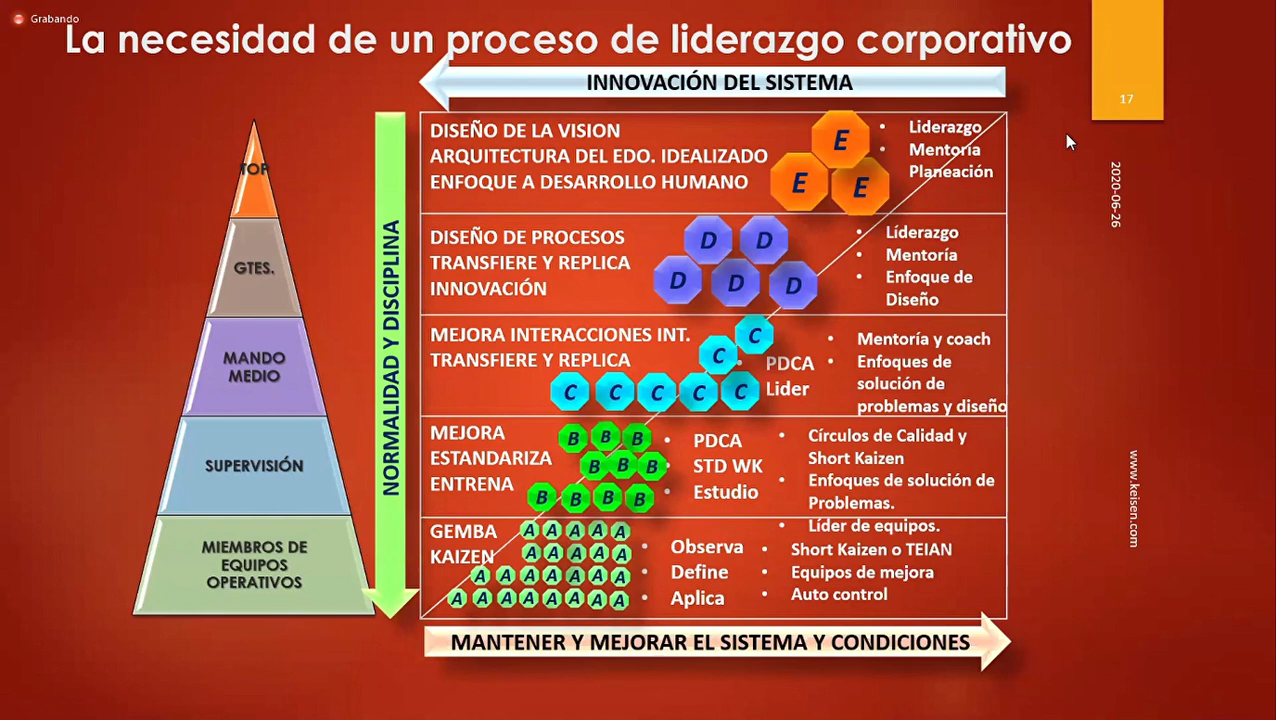 Grabando
La necesidad de un proceso de liderazgo corporativo
17
2020-06-26
www.keisen.com
INNOVACIÓN DEL SISTEMA
NORMALIDAD Y DISCIPLINA
TOP
GTES.
MANDO
MEDIO
SUPERVISIÓN
MIEMBROS DE
EQUIPOS
OPERATIVOS
DISEÑO DE LA VISION
ARQUITECTURA DEL EDO. IDEALIZADO
ENFOQUE A DESARROLLO HUMANO
E
E E
• Liderazgo
• Mentoría
Planeación
DISEÑO DE PROCESOS
TRANSFIERE Y REPLICA
INNOVACIÓN
D D
D D D
• Líderazgo
• Mentoría
• Enfoque de
Diseño
MEJORA INTERACCIONES INT.
TRANSFIERE Y REPLICA
C
C
C C C C C
• PDCA
Lider
• Mentoría y coach
• Enfoques de
solución de
problemas y diseño
MEJORA
ESTANDARIZA
ENTRENA
B B B
B B B
B B B B
• PDCA
• STD WK
• Estudio
• Círculos de Calidad y
Short Kaizen
• Enfoques de solución de
Problemas.
• Líder de equipos.
GEMBA
KAIZEN
A A A A A
A A A A A
A A A A A A A
A A A A A A A A
• Observa
• Define
• Aplica
• Short Kaizen o TEIAN
• Equipos de mejora
• Auto control
MANTENER Y MEJORAR EL SISTEMA Y CONDICIONES